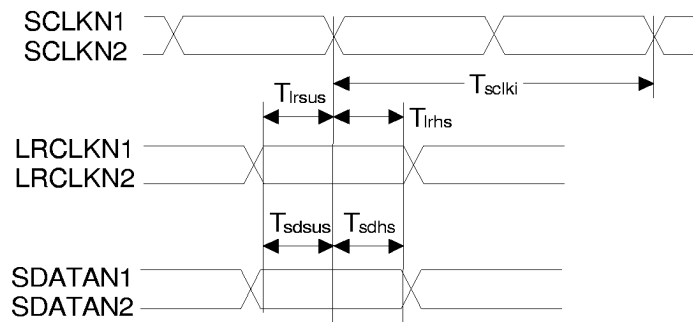 SCLKN1
SCLKN2
Tsclki
Tlrsus
Tlrhs
LRCLKN1
LRCLKN2
Tsdsus Tsdhs
SDATAN1
SDATAN2